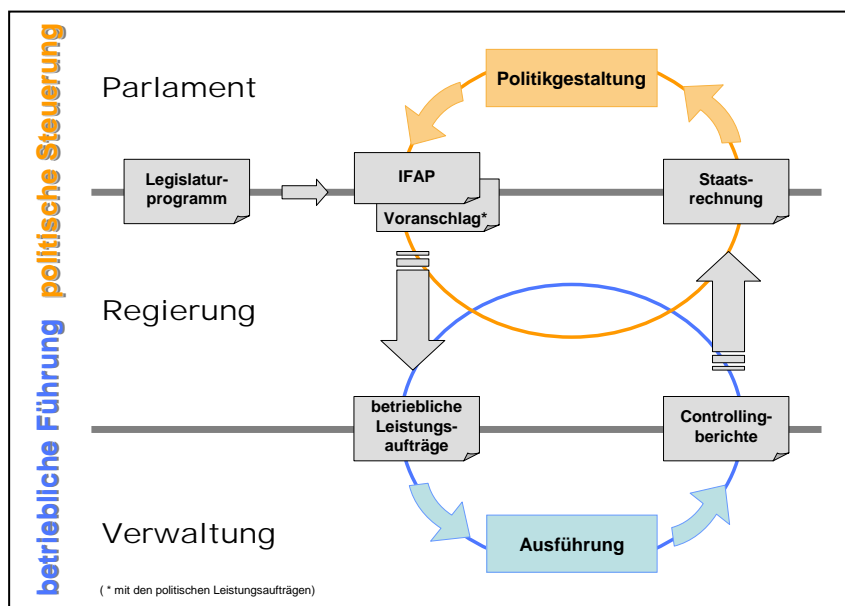 politische Steuerung
betriebliche Führung
Parlament
Politikgestaltung
Legislatur-
programm
IFAP
Voranschlag*
Staats-
rechnung
Regierung
betriebliche
Leistungs-
aufträge
Controlling-
berichte
Verwaltung
Ausführung
( * mit den politischen Leistungsaufträgen)